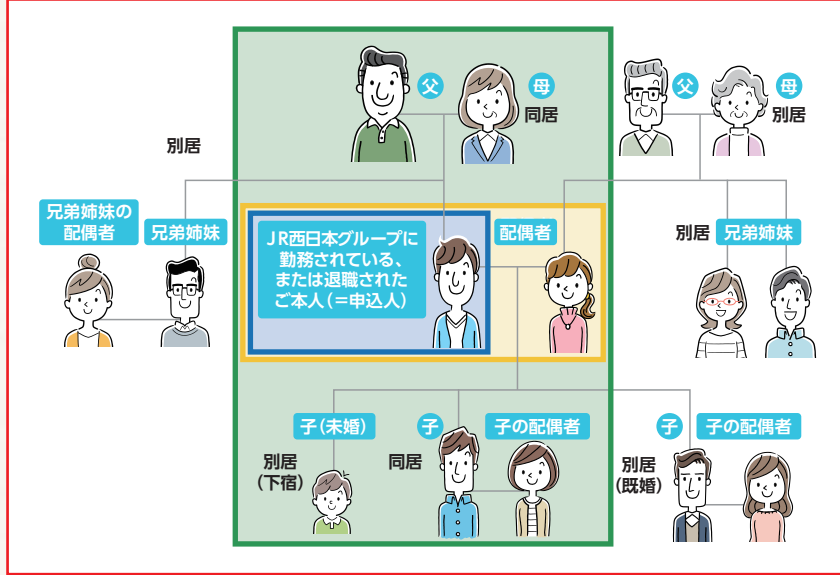 父
母
同居
父
母
別居
別居
兄弟姉妹の
配偶者
兄弟姉妹
JR西日本グループに
勤務されている、
または退職された
ご本人(=申込人)
配偶者
別居
兄弟姉妹
子(未婚)
別居
(下宿)
子
同居
子の配偶者
子
別居
(既婚)
子の配偶者